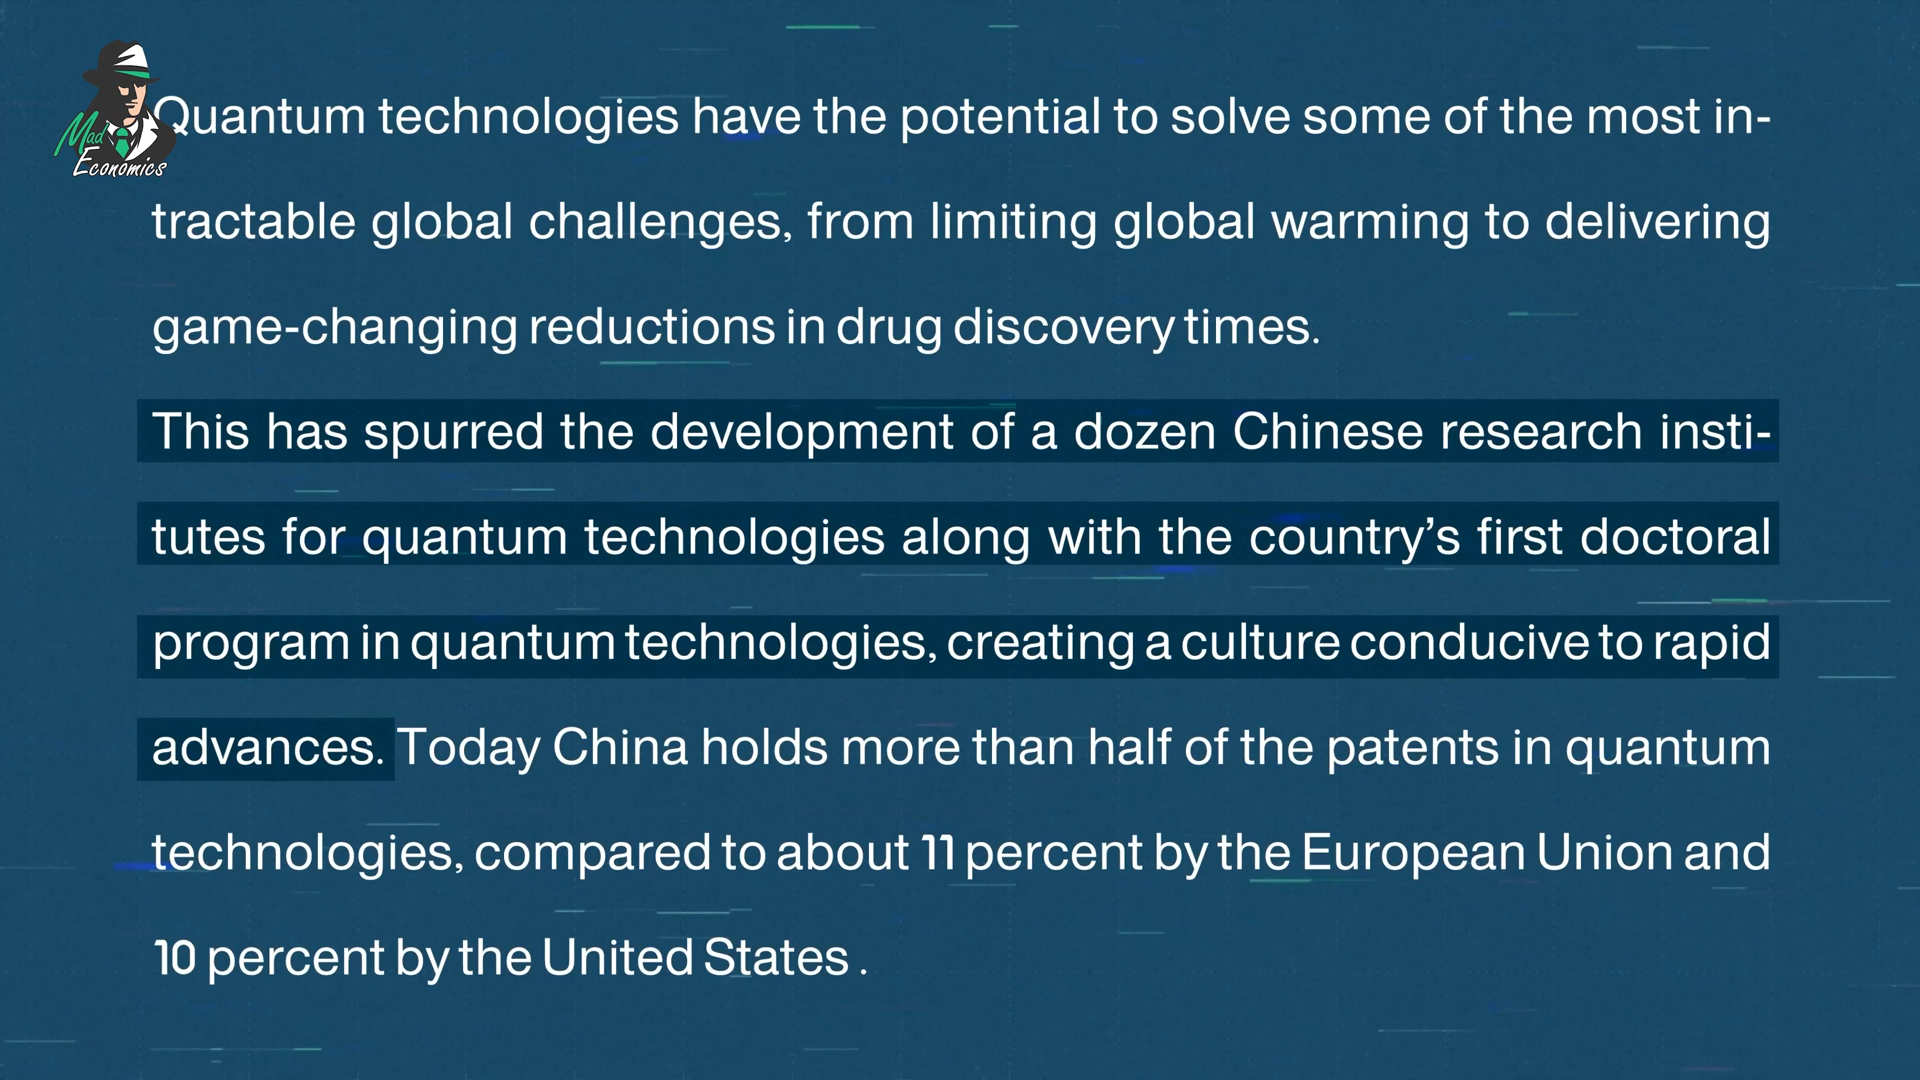 Mad
Economics
Quantum technologies have the potential to solve some of the most in-
tractable global challenges, from limiting global warming to delivering
game-changing reductions in drug discovery times.
This has spurred the development of a dozen Chinese research insti-
tutes for quantum technologies along with the country’s first doctoral
program in quantum technologies, creating a culture conducive to rapid
advances. Today China holds more than half of the patents in quantum
technologies, compared to about 11 percent by the European Union and
10 percent by the United States .